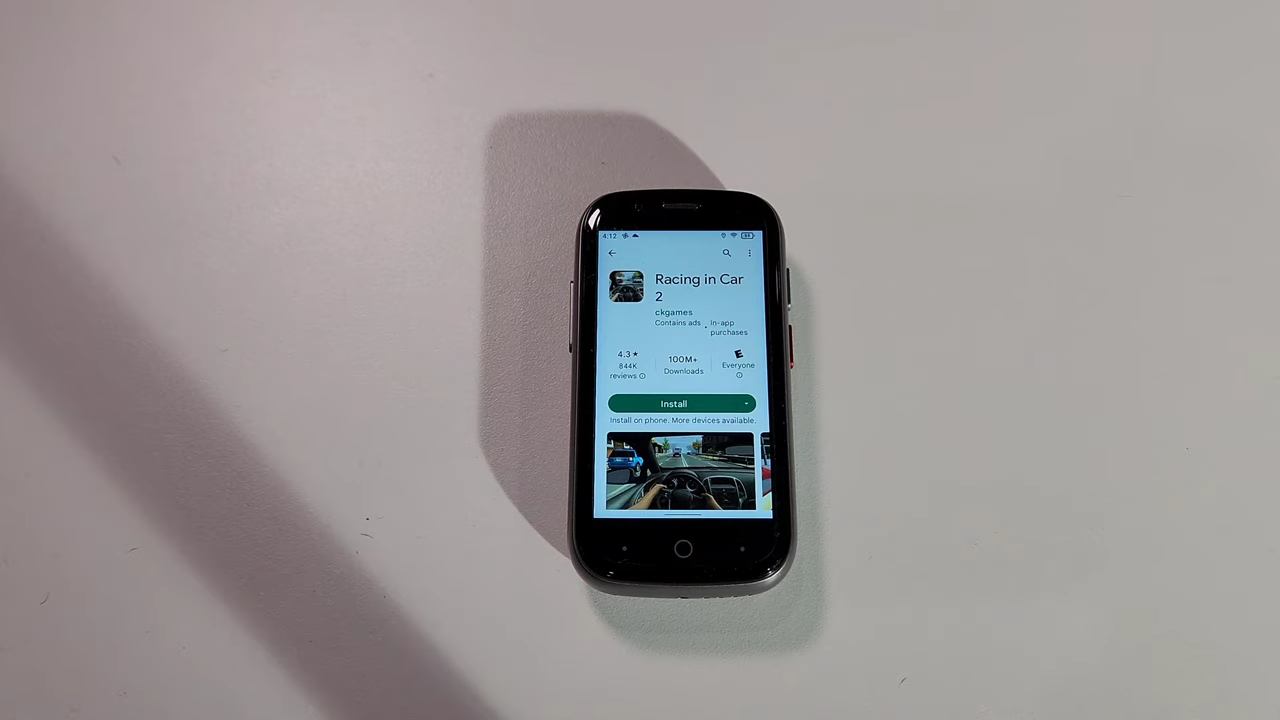 4:12
Racing in Car
2
ckgames
Contains ads · In-app
purchases
4.3★ 100M+ E
844K Downloads Everyone
reviews
Install
Install on phone. More devices available.